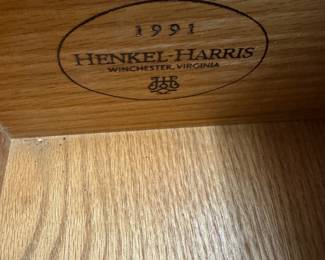 1991
HENKEL-HARRIS
WINCHESTER, VIRGINIA